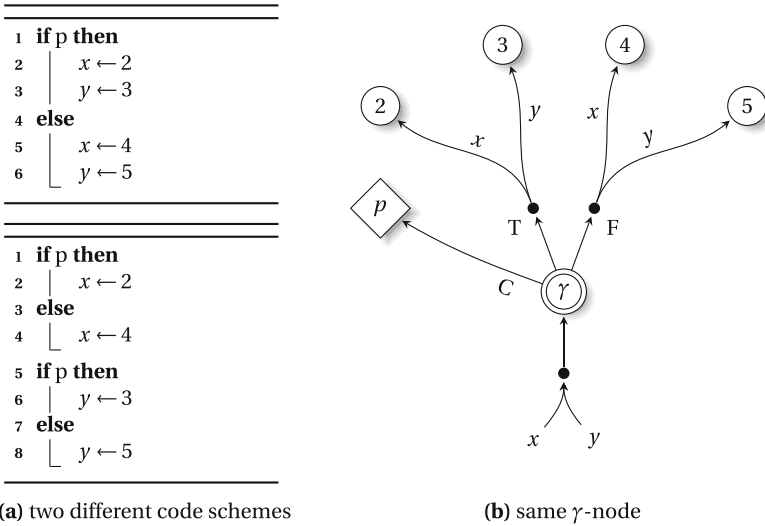 1 if p then
2 x ← 2
3 y ← 3
4 else
5 x ← 4
6 y ← 5
1 if p then
2 x ← 2
3 else
4 x ← 4
5 if p then
6 y ← 3
7 else
8 y ← 5
(a) two different code schemes
3 4
2 5
y x
x y
p
T F
C γ
x y
(b) same γ-node